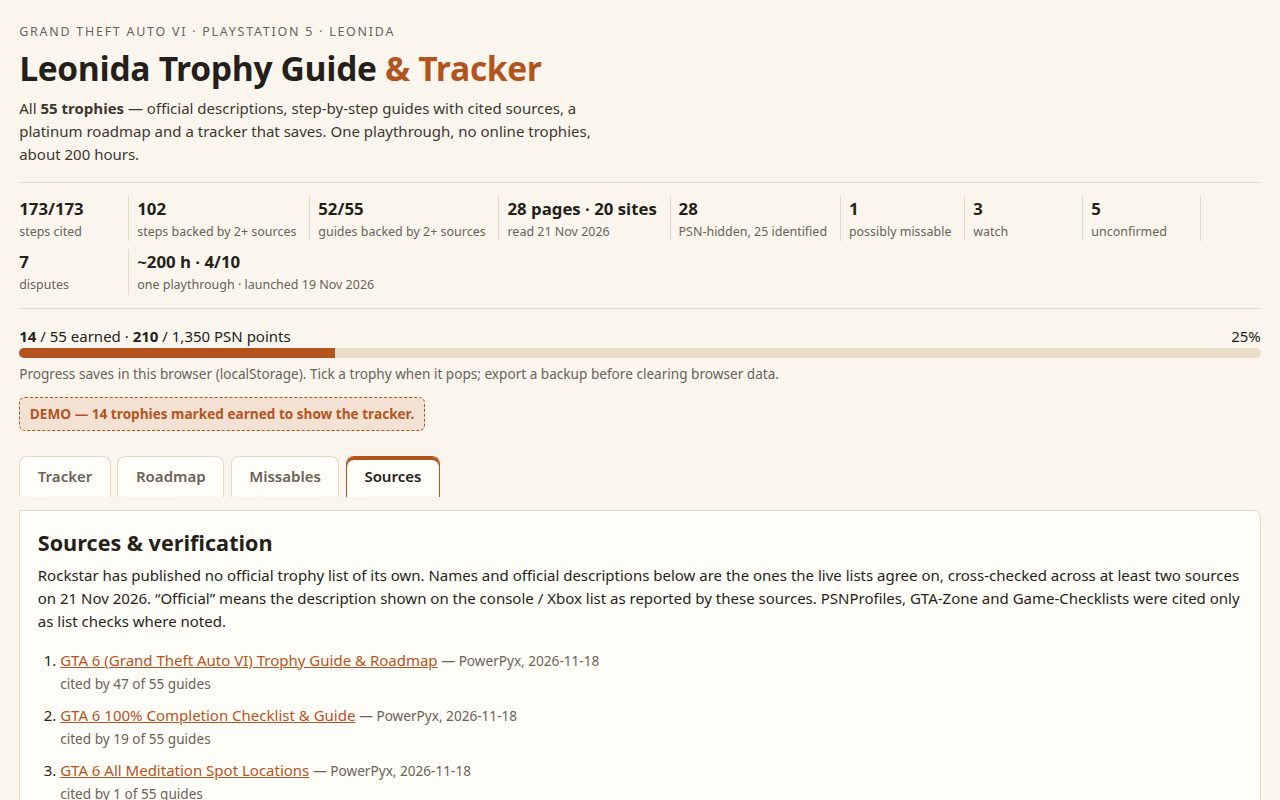 GRAND THEFT AUTO VI · PLAYSTATION 5 · LEONIDA
Leonida Trophy Guide & Tracker
All 55 trophies — official descriptions, step-by-step guides with cited sources, a
platinum roadmap and a tracker that saves. One playthrough, no online trophies,
about 200 hours.
173/173
steps cited
102
steps backed by 2+ sources
52/55
guides backed by 2+ sources
28 pages · 20 sites
read 21 Nov 2026
28
PSN-hidden, 25 identified
1
possibly missable
3
watch
5
unconfirmed
7
disputes
~200 h · 4/10
one playthrough · launched 19 Nov 2026
14 / 55 earned · 210 / 1,350 PSN points
25%
Progress saves in this browser (localStorage). Tick a trophy when it pops; export a backup before clearing browser data.
DEMO — 14 trophies marked earned to show the tracker.
Tracker
Roadmap
Missables
Sources
Sources & verification
Rockstar has published no official trophy list of its own. Names and official descriptions below are the ones the live lists agree on, cross-checked across at least two sources
on 21 Nov 2026. “Official” means the description shown on the console / Xbox list as reported by these sources. PSNProfiles, GTA-Zone and Game-Checklists were cited only
as list checks where noted.
1. GTA 6 (Grand Theft Auto VI) Trophy Guide & Roadmap — PowerPyx, 2026-11-18
cited by 47 of 55 guides
2. GTA 6 100% Completion Checklist & Guide — PowerPyx, 2026-11-18
cited by 19 of 55 guides
3. GTA 6 All Meditation Spot Locations — PowerPyx, 2026-11-18
cited by 1 of 55 guides